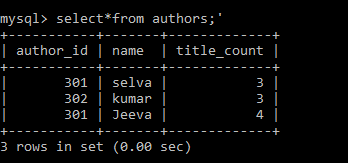 mysql> select*from authors;'
+-----------+-------+-------------+
| author_id | name | title_count |
+-----------+-------+-------------+
| 301 | selva | 3 |
| 302 | kumar | 3 |
| 301 | Jeeva | 4 |
+-----------+-------+-------------+
3 rows in set (0.00 sec)